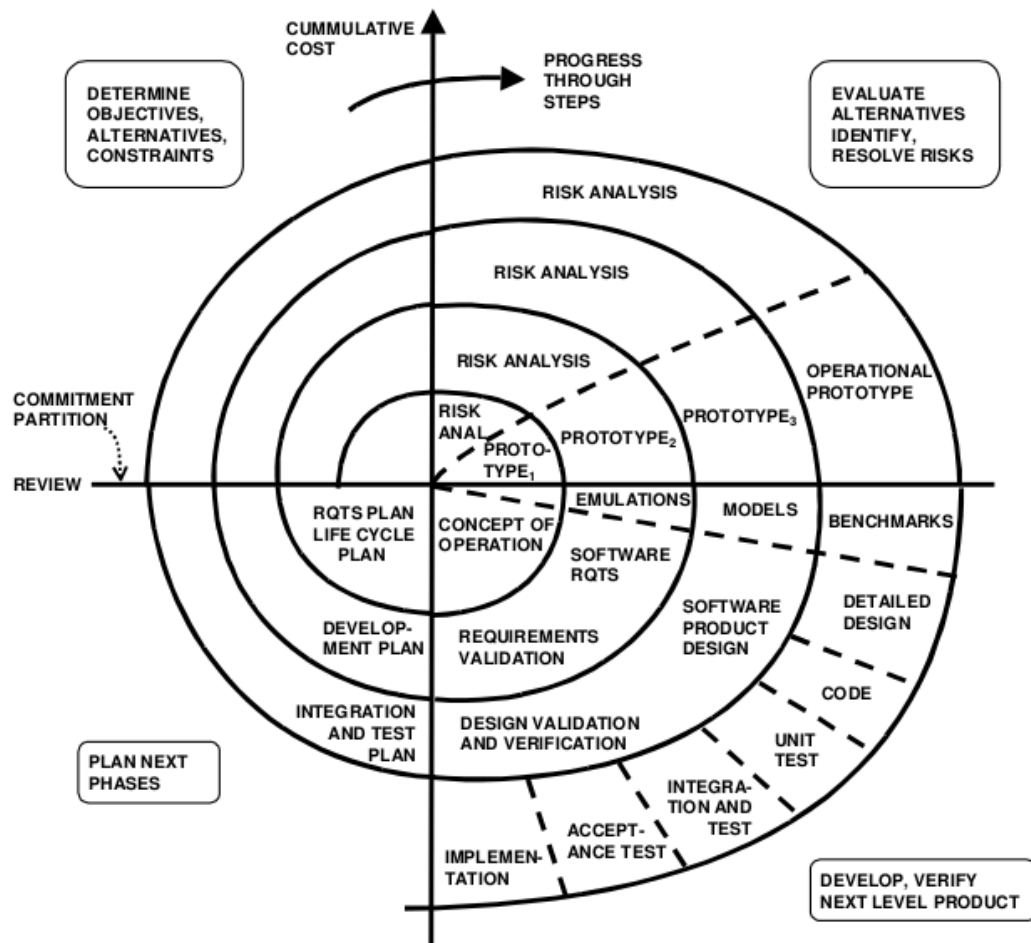 CUMMULATIVE
COST
PROGRESS
THROUGH
STEPS
DETERMINE
OBJECTIVES,
ALTERNATIVES,
CONSTRAINTS
EVALUATE
ALTERNATIVES
IDENTIFY,
RESOLVE RISKS
RISK ANALYSIS
RISK ANALYSIS
RISK ANALYSIS
RISK
ANAL.
PROTO-
TYPE1
PROTOTYPE2
PROTOTYPE3
OPERATIONAL
PROTOTYPE
COMMITMENT
PARTITION
REVIEW
EMULATIONS
MODELS
BENCHMARKS
RQTS PLAN
LIFE CYCLE
PLAN
CONCEPT OF
OPERATION
SOFTWARE
RQTS
SOFTWARE
PRODUCT
DESIGN
DETAILED
DESIGN
DEVELOP-
MENT PLAN
REQUIREMENTS
VALIDATION
CODE
INTEGRATION
AND TEST
PLAN
DESIGN VALIDATION
AND VERIFICATION
UNIT
TEST
PLAN NEXT
PHASES
INTEGRA-
TION AND
TEST
ACCEPT-
ANCE TEST
IMPLEMEN-
TATION
DEVELOP, VERIFY
NEXT LEVEL PRODUCT